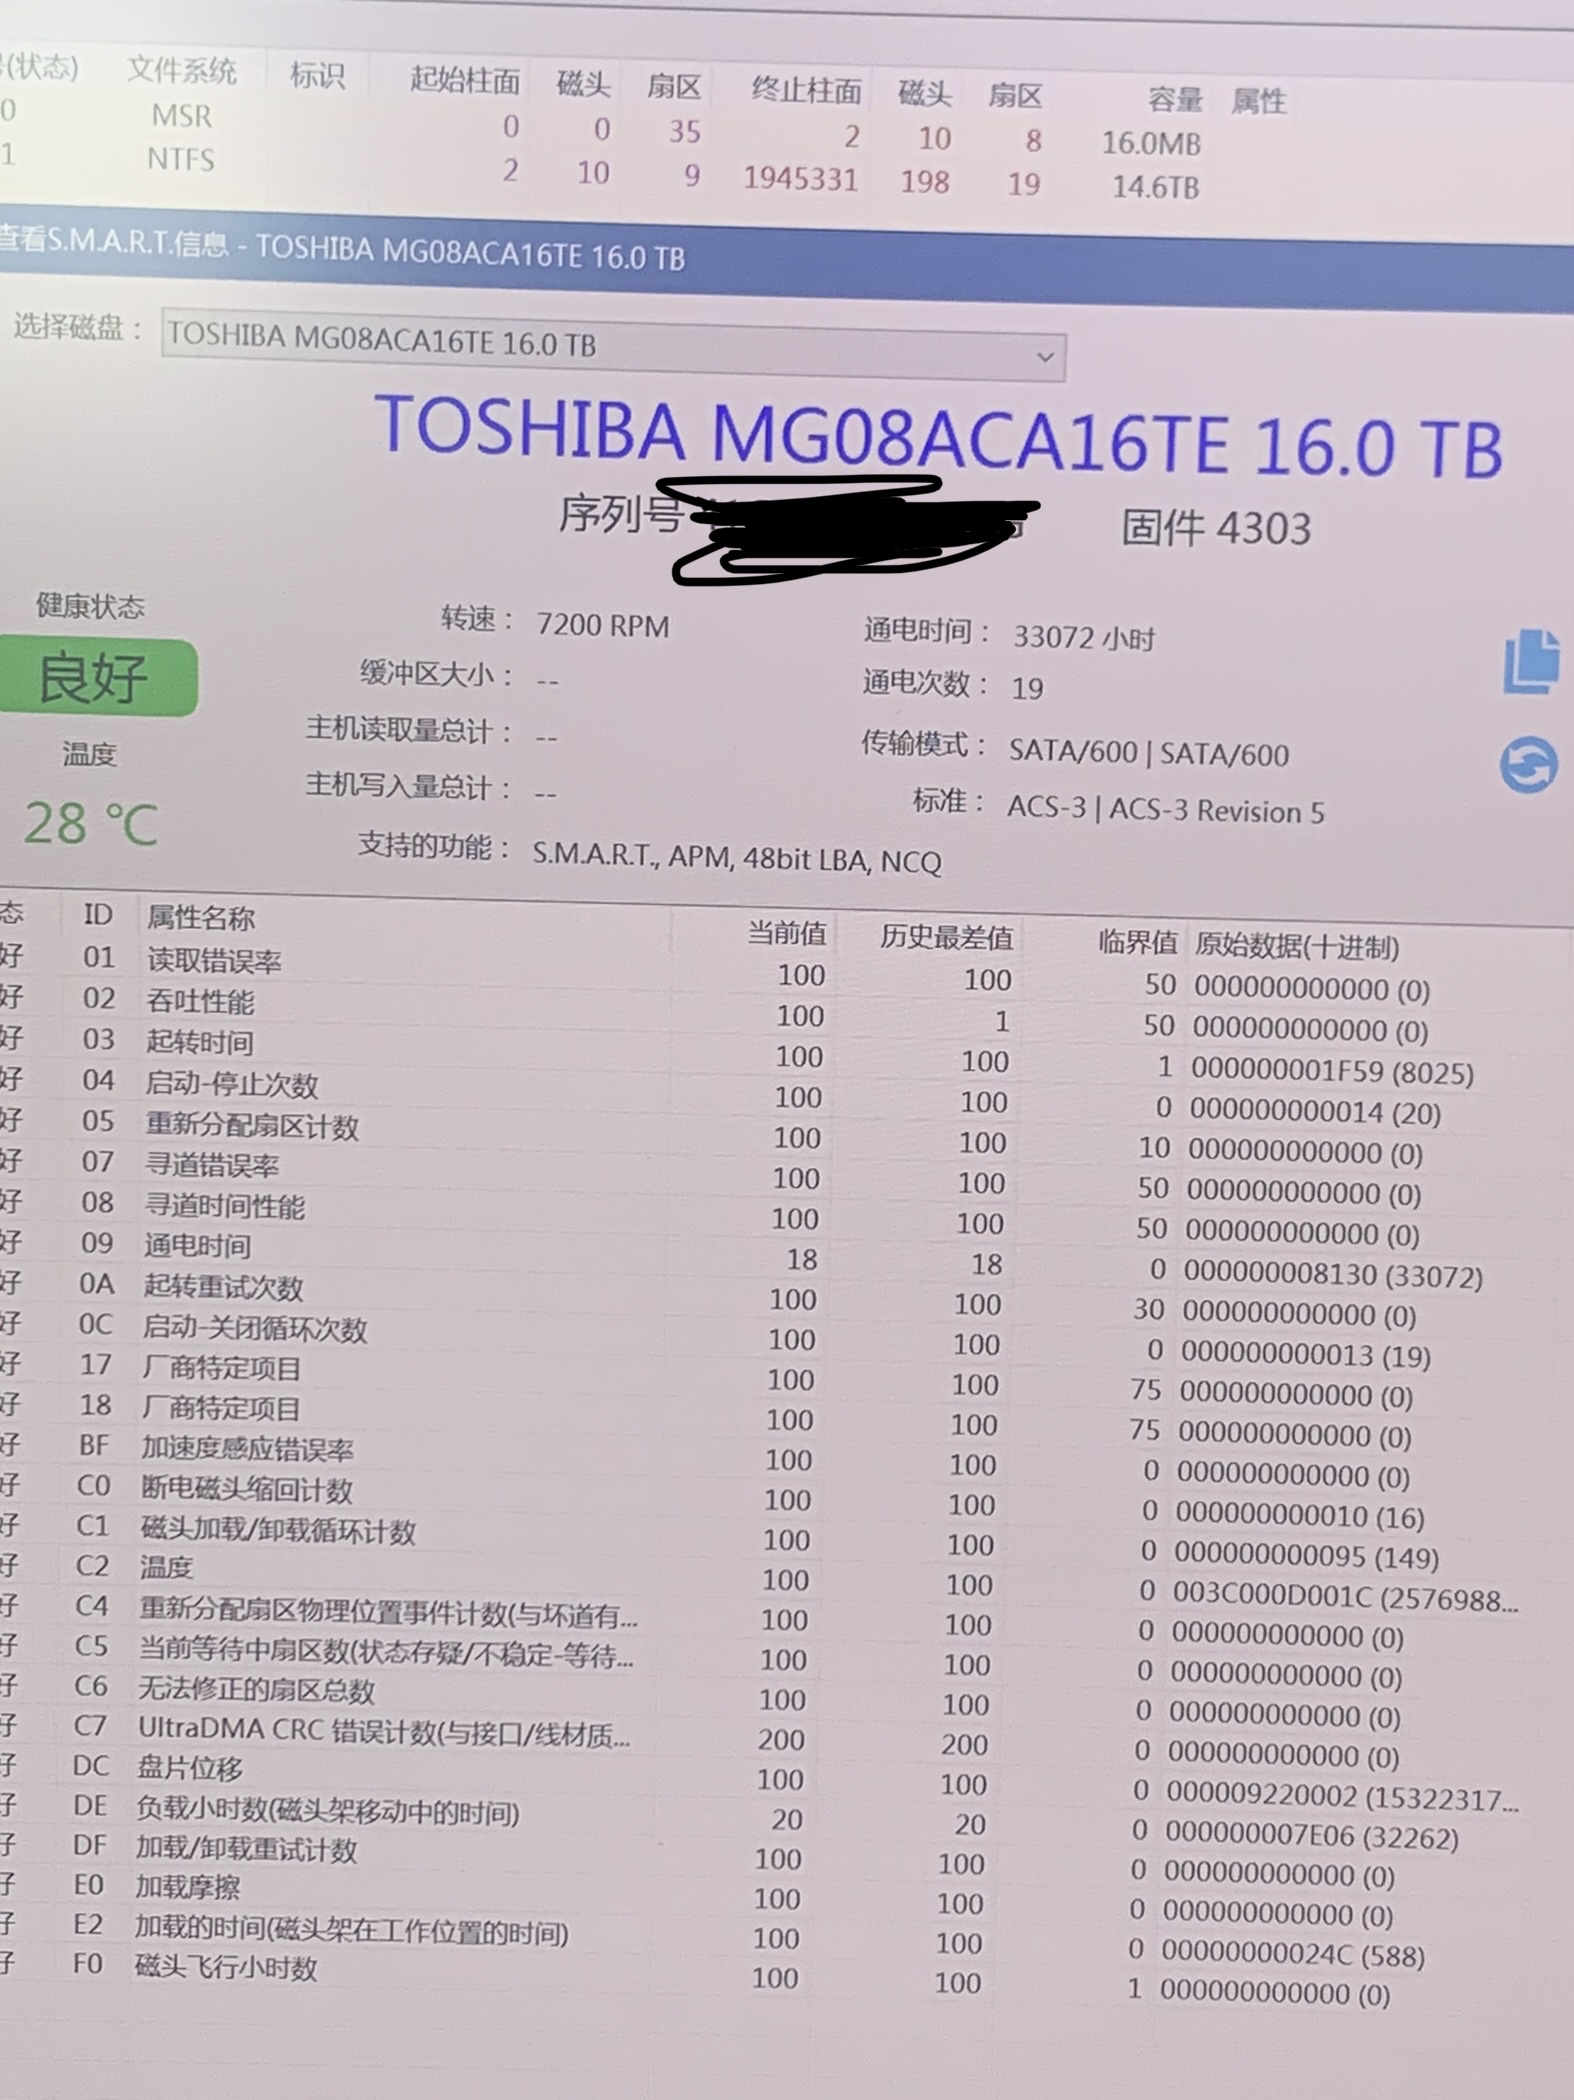 (状态) 文件系统 标识 起始柱面 磁头 扇区 终止柱面 磁头 扇区 容量 属性
0 MSR 0 0 35 2 10 8 16.0MB
1 NTFS 2 10 9 1945331 198 19 14.6TB
查看S.M.A.R.T.信息 - TOSHIBA MG08ACA16TE 16.0 TB
选择磁盘： TOSHIBA MG08ACA16TE 16.0 TB
TOSHIBA MG08ACA16TE 16.0 TB
序列号 固件 4303
健康状态
良好
温度
28 ℃
转速： 7200 RPM
缓冲区大小： --
主机读取量总计： --
主机写入量总计： --
支持的功能： S.M.A.R.T., APM, 48bit LBA, NCQ
通电时间： 33072 小时
通电次数： 19
传输模式： SATA/600 | SATA/600
标准： ACS-3 | ACS-3 Revision 5
态 ID 属性名称 当前值 历史最差值 临界值 原始数据(十进制)
好 01 读取错误率 100 100 50 000000000000 (0)
好 02 吞吐性能 100 1 50 000000000000 (0)
好 03 起转时间 100 100 1 000000001F59 (8025)
好 04 启动-停止次数 100 100 0 000000000014 (20)
好 05 重新分配扇区计数 100 100 10 000000000000 (0)
好 07 寻道错误率 100 100 50 000000000000 (0)
好 08 寻道时间性能 100 100 50 000000000000 (0)
好 09 通电时间 18 18 0 000000008130 (33072)
好 0A 起转重试次数 100 100 30 000000000000 (0)
好 0C 启动-关闭循环次数 100 100 0 000000000013 (19)
好 17 厂商特定项目 100 100 75 000000000000 (0)
好 18 厂商特定项目 100 100 75 000000000000 (0)
好 BF 加速度感应错误率 100 100 0 000000000000 (0)
好 C0 断电磁头缩回计数 100 100 0 000000000010 (16)
好 C1 磁头加载/卸载循环计数 100 100 0 000000000095 (149)
好 C2 温度 100 100 0 003C000D001C (2576988...
好 C4 重新分配扇区物理位置事件计数(与坏道有... 100 100 0 000000000000 (0)
好 C5 当前等待中扇区数(状态存疑/不稳定-等待... 100 100 0 000000000000 (0)
好 C6 无法修正的扇区总数 100 100 0 000000000000 (0)
好 C7 UltraDMA CRC 错误计数(与接口/线材质... 200 200 0 000000000000 (0)
好 DC 盘片位移 100 100 0 000009220002 (15322317...
好 DE 负载小时数(磁头架移动中的时间) 20 20 0 000000007E06 (32262)
好 DF 加载/卸载重试计数 100 100 0 000000000000 (0)
好 E0 加载摩擦 100 100 0 000000000000 (0)
好 E2 加载的时间(磁头架在工作位置的时间) 100 100 0 00000000024C (588)
好 F0 磁头飞行小时数 100 100 1 000000000000 (0)